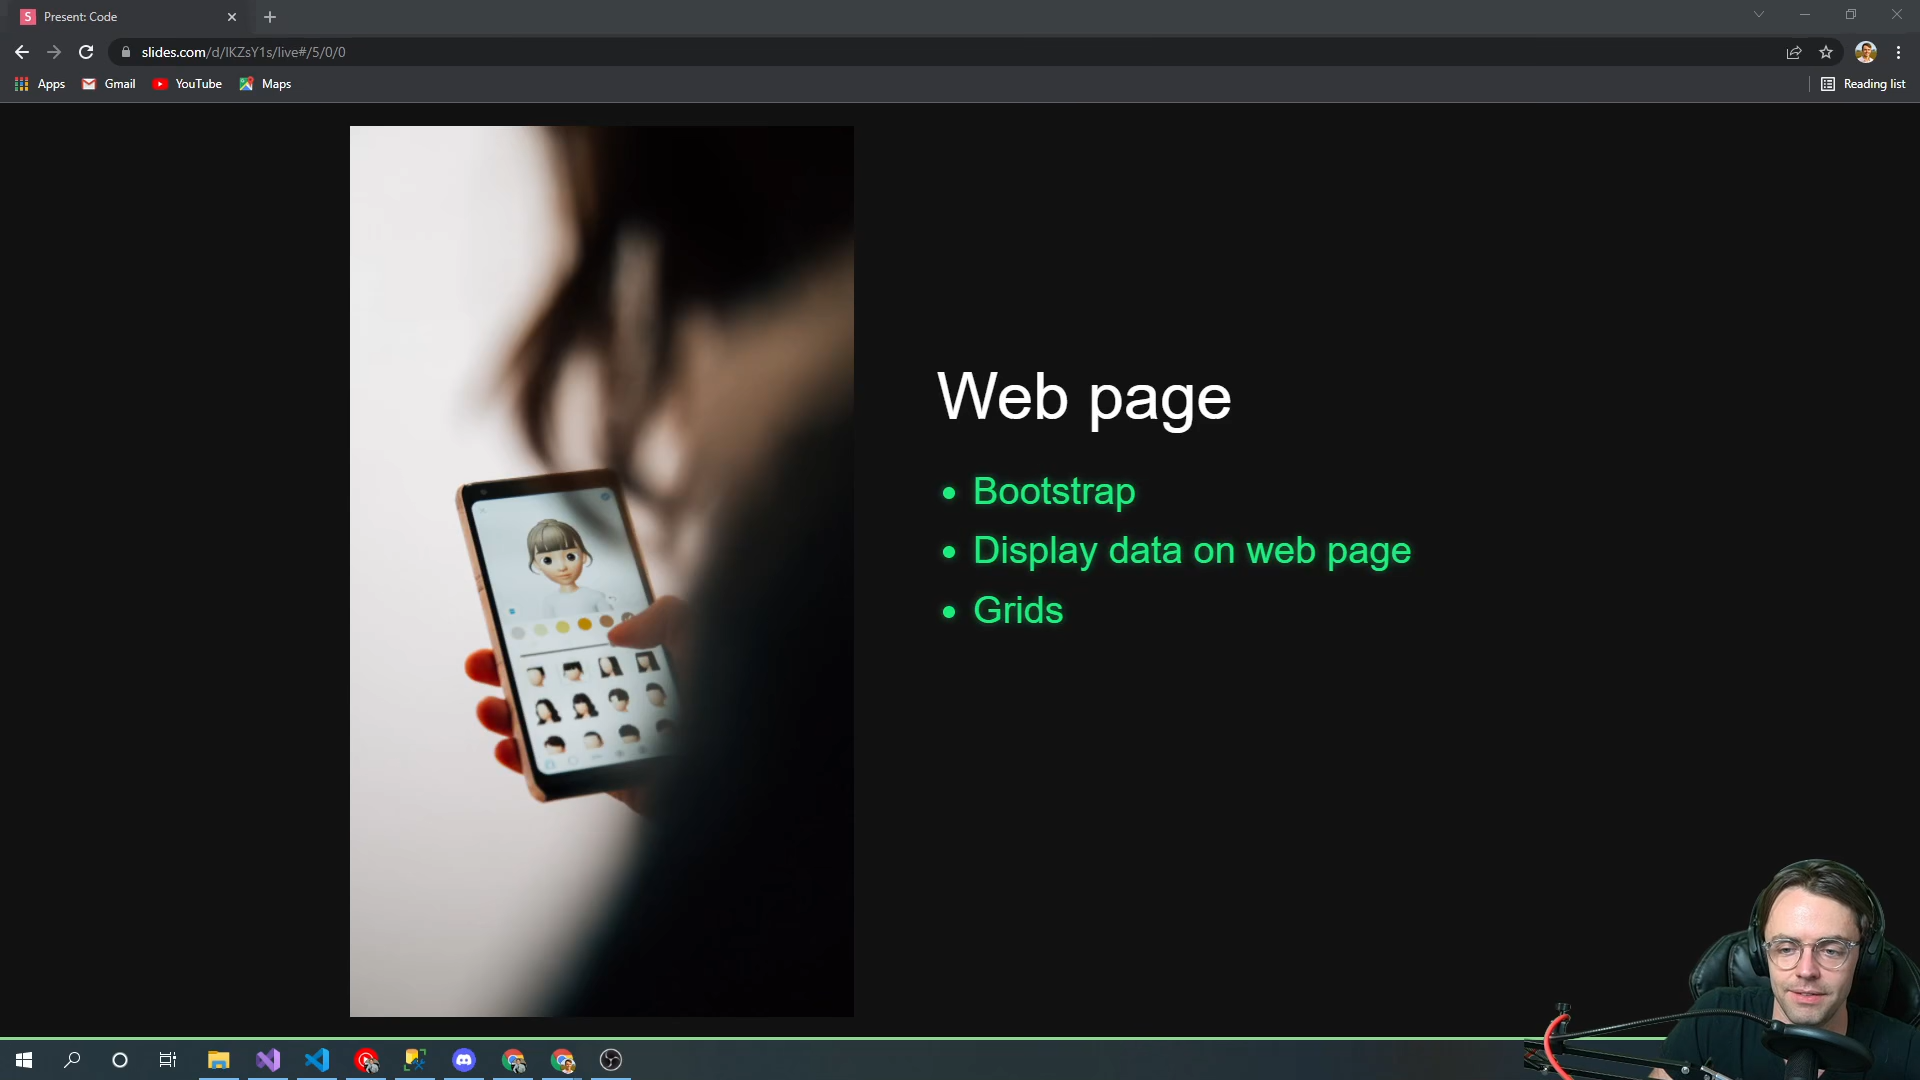 S Present: Code
slides.com/d/IKZsY1s/live#/5/0/0
Apps Gmail YouTube Maps Reading list
Web page
• Bootstrap
• Display data on web page
• Grids